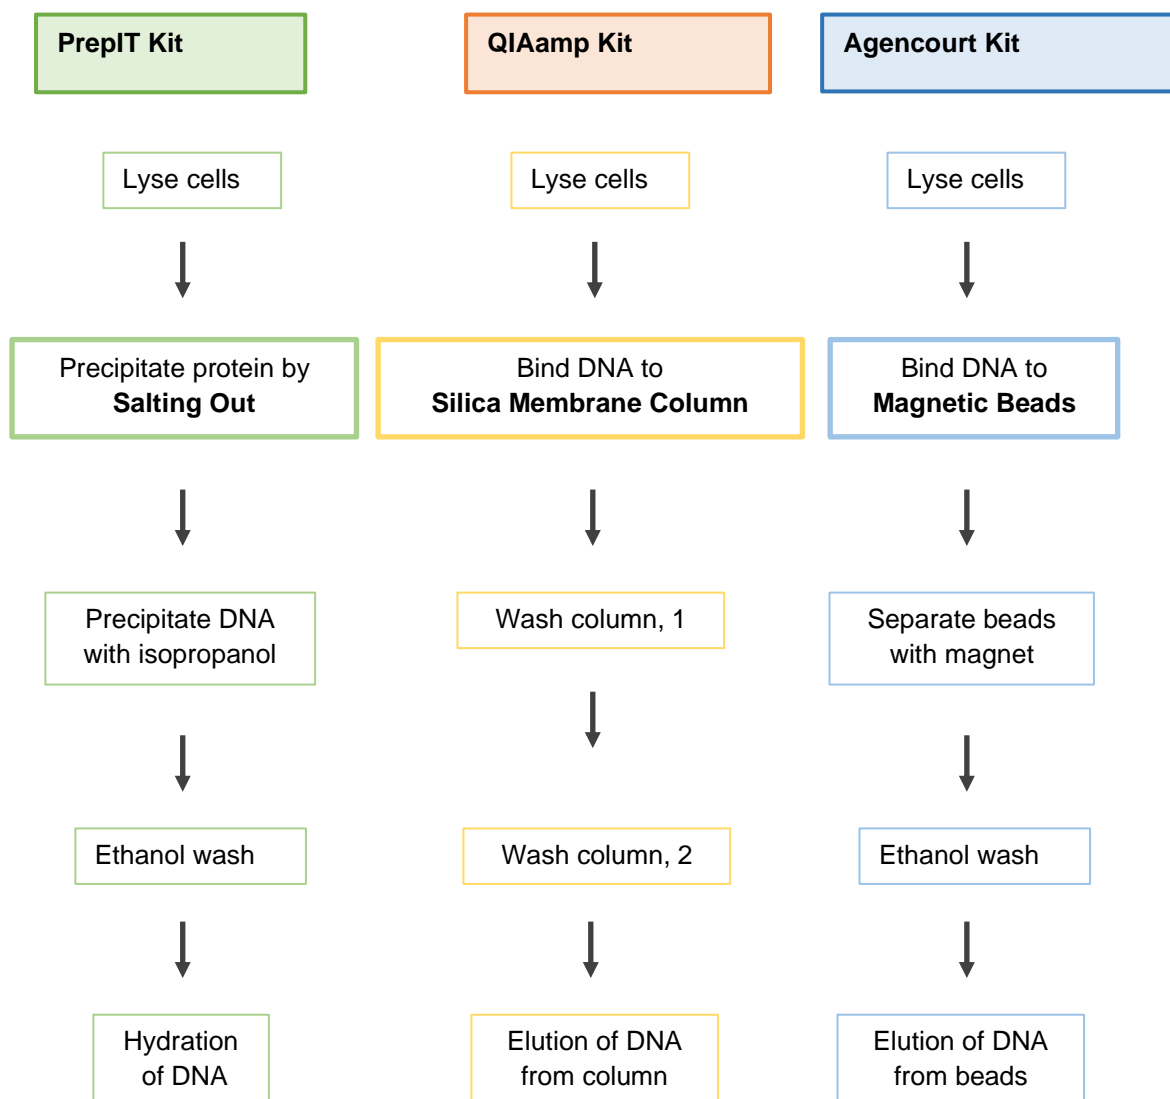 PrepIT Kit
QIAamp Kit
Agencourt Kit
Lyse cells
Lyse cells
Lyse cells
Precipitate protein by
Salting Out
Bind DNA to
Silica Membrane Column
Bind DNA to
Magnetic Beads
Precipitate DNA
with isopropanol
Wash column, 1
Separate beads
with magnet
Ethanol wash
Wash column, 2
Ethanol wash
Hydration
of DNA
Elution of DNA
from column
Elution of DNA
from beads